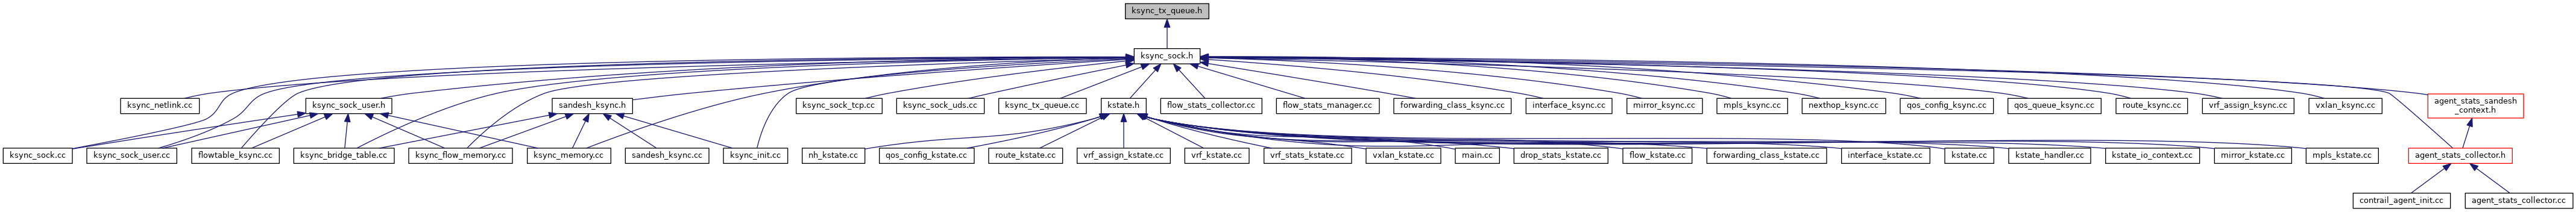 ksync_tx_queue.h
ksync_sock.h
ksync_netlink.cc
ksync_sock_user.h
sandesh_ksync.h
ksync_sock_tcp.cc
ksync_sock_uds.cc
ksync_tx_queue.cc
kstate.h
flow_stats_collector.cc
flow_stats_manager.cc
forwarding_class_ksync.cc
interface_ksync.cc
mirror_ksync.cc
mpls_ksync.cc
nexthop_ksync.cc
qos_config_ksync.cc
qos_queue_ksync.cc
route_ksync.cc
vrf_assign_ksync.cc
vxlan_ksync.cc
agent_stats_sandesh
_context.h
ksync_sock.cc
ksync_sock_user.cc
flowtable_ksync.cc
ksync_bridge_table.cc
ksync_flow_memory.cc
ksync_memory.cc
sandesh_ksync.cc
ksync_init.cc
nh_kstate.cc
qos_config_kstate.cc
route_kstate.cc
vrf_assign_kstate.cc
vrf_kstate.cc
vrf_stats_kstate.cc
vxlan_kstate.cc
main.cc
drop_stats_kstate.cc
flow_kstate.cc
forwarding_class_kstate.cc
interface_kstate.cc
kstate.cc
kstate_handler.cc
kstate_io_context.cc
mirror_kstate.cc
mpls_kstate.cc
agent_stats_collector.h
contrail_agent_init.cc
agent_stats_collector.cc